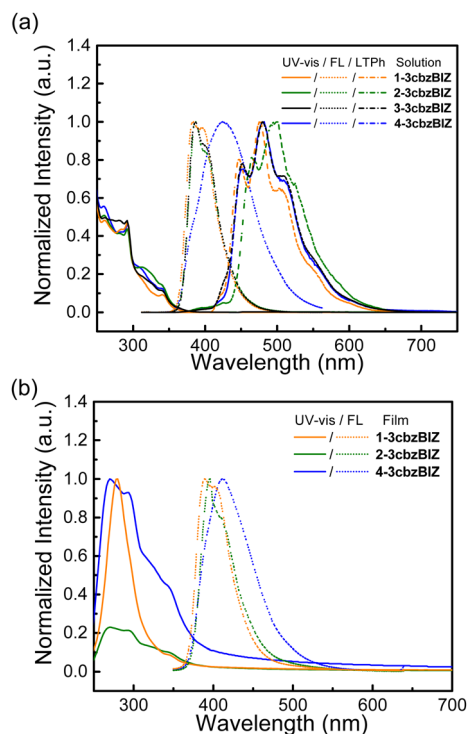 (a)
UV-vis / FL / LTPh Solution
/ / 1-3cbzBIZ
/ / 2-3cbzBIZ
/ / 3-3cbzBIZ
/ / 4-3cbzBIZ
Normalized Intensity (a.u.)
1.4
1.2
1.0
0.8
0.6
0.4
0.2
0.0
300 400 500 600 700
Wavelength (nm)
(b)
UV-vis / FL Film
/ 1-3cbzBIZ
/ 2-3cbzBIZ
/ 4-3cbzBIZ
Normalized Intensity (a.u.)
1.4
1.2
1.0
0.8
0.6
0.4
0.2
0.0
300 400 500 600 700
Wavelength (nm)